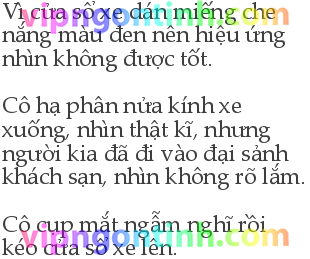 Vì cửa sổ xe dán miếng che
nắng màu đen nên hiệu ứng
nhìn không được tốt.
Cô hạ phân nửa kính xe
xuống, nhìn thật kĩ, nhưng
người kia đã đi vào đại sảnh
khách sạn, nhìn không rõ lắm.
Cô cụp mắt ngẫm nghĩ rồi
kéo cửa sổ xe lên.
vipngontinh.com
vipngontinh.com